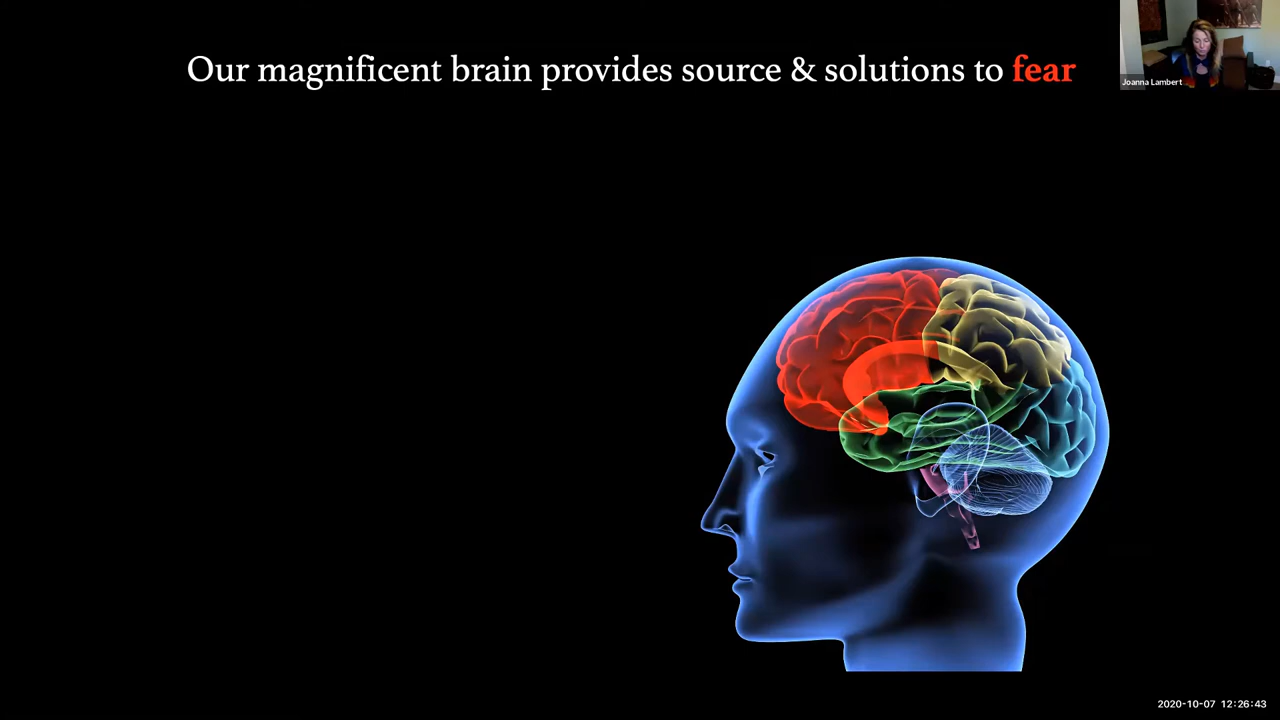 Our magnificent brain provides source & solutions to fear
Joanna Lambert
2020-10-07 12:26:43